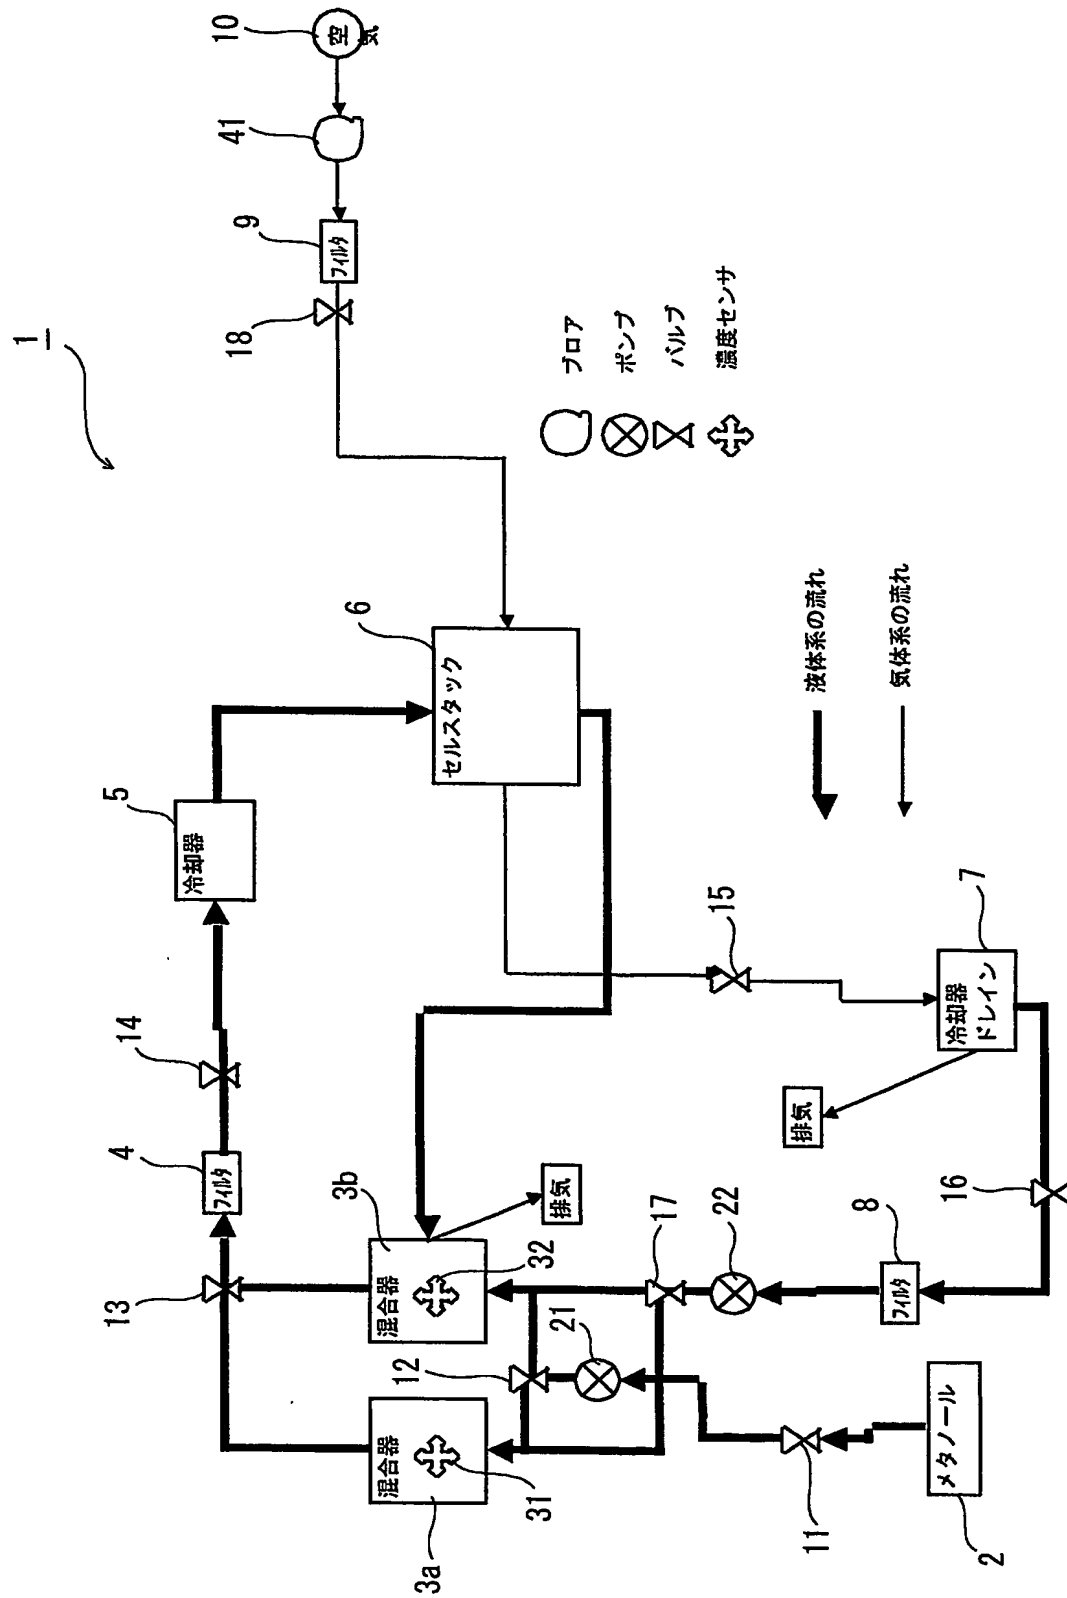 1
10
空気
41
9
フィルタ
18
ブロア
ポンプ
バルブ
濃度センサ
6
セルスタック
5
冷却器
液体系の流れ
気体系の流れ
14
4
フィルタ
15
7
冷却器
ドレイン
排気
16
3b
混合器
32
排気
13
17
22
8
フィルタ
12
21
混合器
31
3a
11
メタノール
2